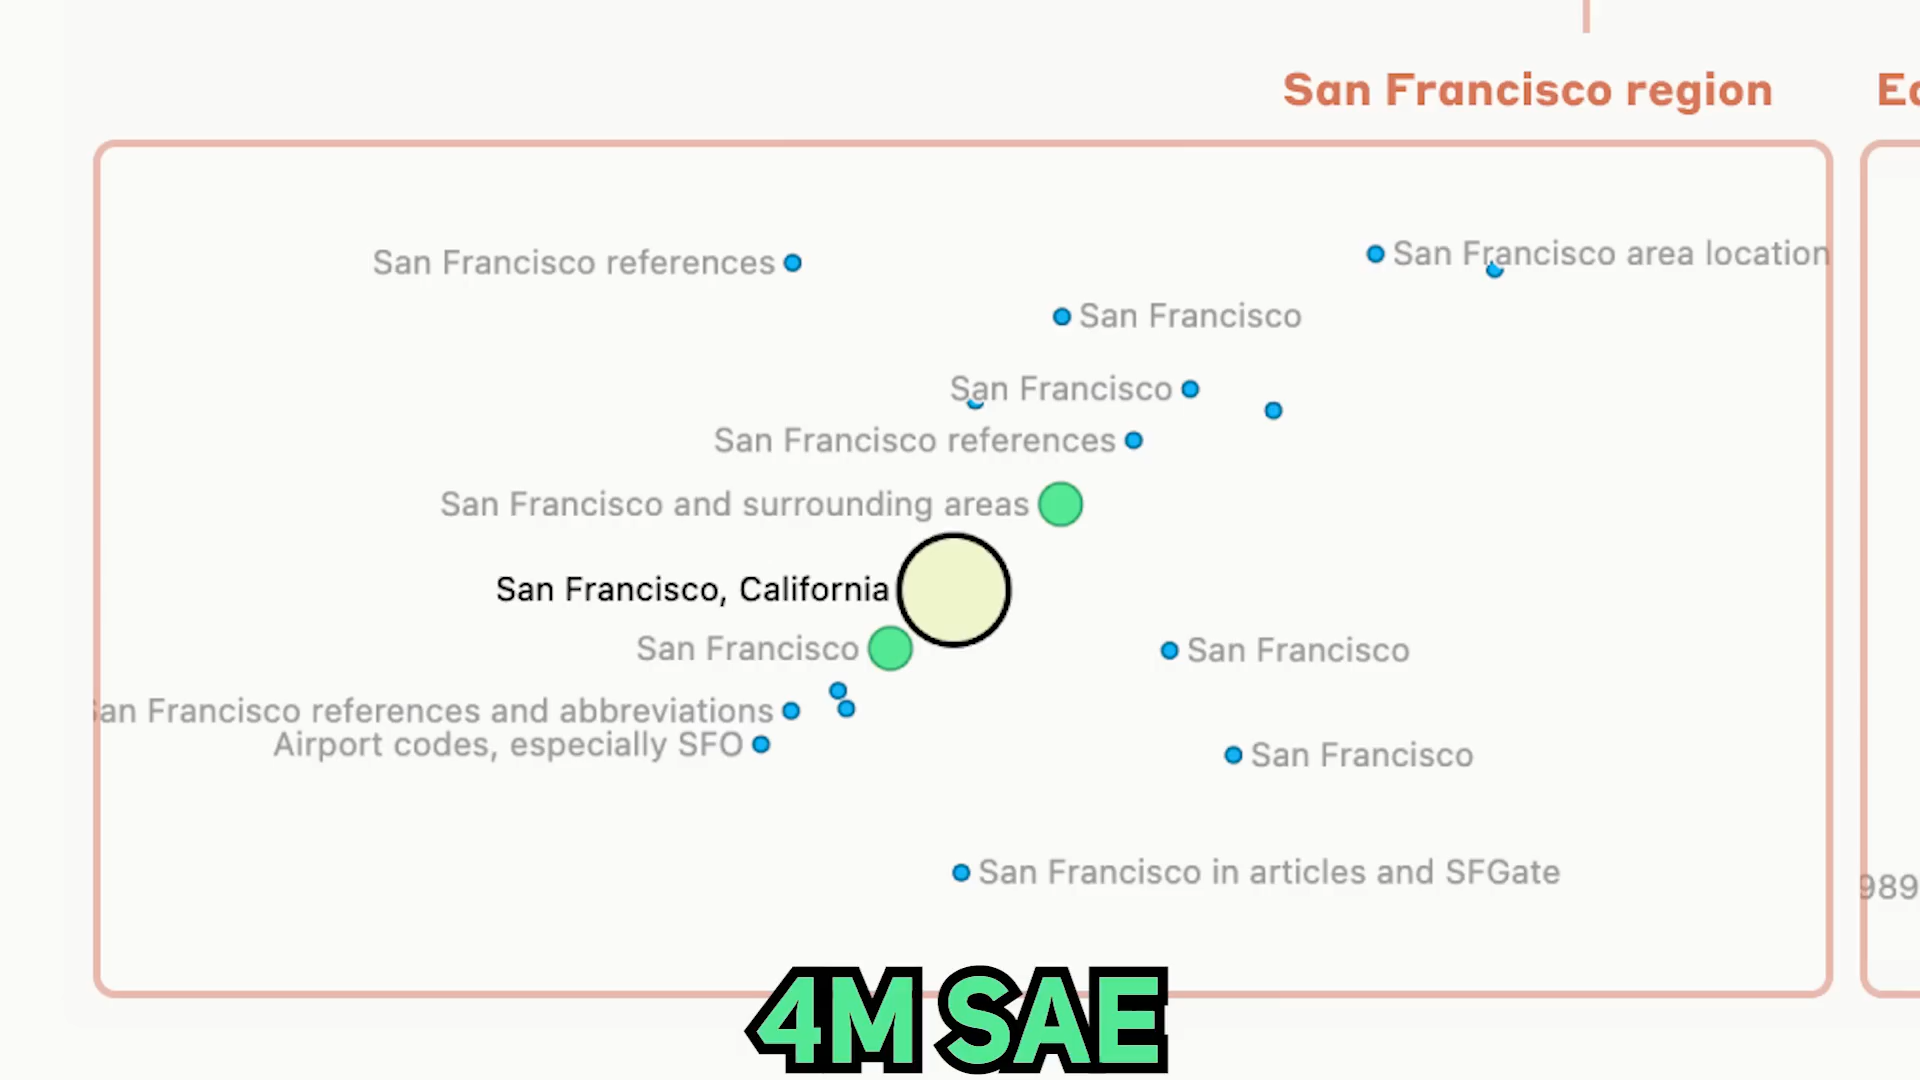 San Francisco region
San Francisco references
San Francisco area location
San Francisco
San Francisco
San Francisco references
San Francisco and surrounding areas
San Francisco, California
San Francisco
San Francisco
San Francisco references and abbreviations
Airport codes, especially SFO
San Francisco
San Francisco in articles and SFGate
989
4M SAE